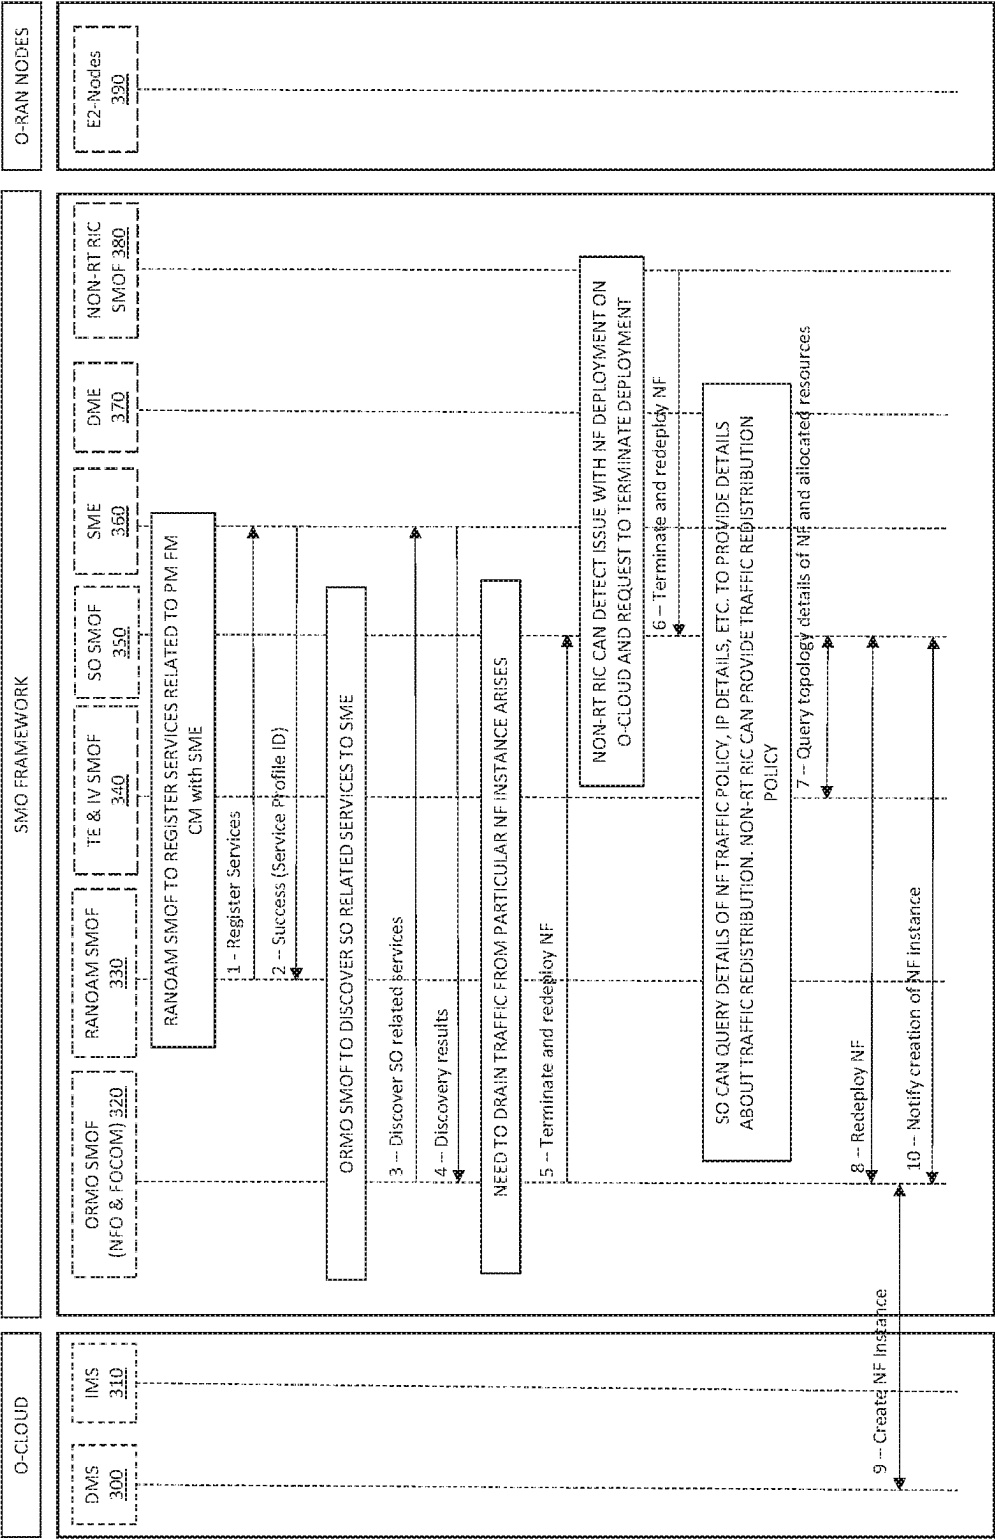 O-CLOUD
SMO FRAMEWORK
O-RAN NODES
DMS
300
IMS
310
ORMO SMOF
(NFO & FOCOM) 320
RANOAM SMOF
330
TE & IV SMOF
340
SO SMOF
350
SME
360
DME
370
NON-RT RIC
SMOF 380
E2-Nodes
390
RANOAM SMOF TO REGISTER SERVICES RELATED TO PM FM
CM with SME
1 - Register Services
2 -- Success (Service Profile ID)
ORMO SMOF TO DISCOVER SO RELATED SERVICES TO SME
3 -- Discover SO related services
4 -- Discovery results
NEED TO DRAIN TRAFFIC FROM PARTICULAR NF INSTANCE ARISES
5 -- Terminate and redeploy NF
NON-RT RIC CAN DETECT ISSUE WITH NF DEPLOYMENT ON
O-CLOUD AND REQUEST TO TERMINATE DEPLOYMENT
6 -- Terminate and redeploy NF
SO CAN QUERY DETAILS OF NF TRAFFIC POLICY, IP DETAILS, ETC. TO PROVIDE DETAILS
ABOUT TRAFFIC REDISTRIBUTION. NON-RT RIC CAN PROVIDE TRAFFIC REDISTRIBUTION
POLICY
7 -- Query topology details of NF and allocated resources
8 -- Redeploy NF
9 -- Create NF Instance
10 -- Notify creation of NF instance